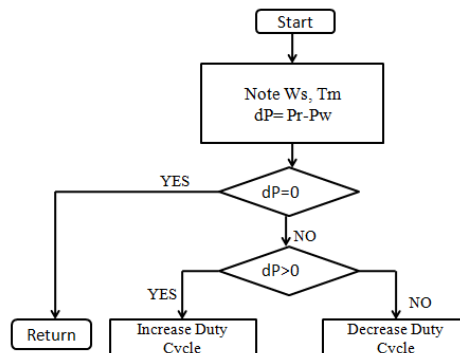 Start
Note Ws, Tm
dP= Pr-Pw
YES
dP=0
NO
dP>0
YES
NO
Return
Increase Duty
Cycle
Decrease Duty
Cycle